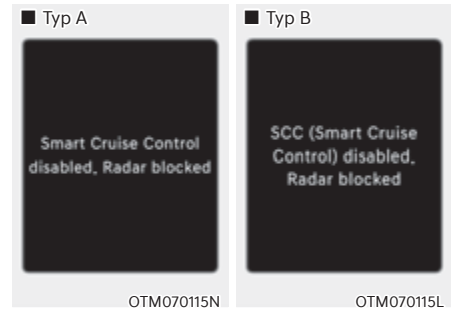 ■ Typ A
Smart Cruise Control
disabled, Radar blocked
OTM070115N
■ Typ B
SCC (Smart Cruise
Control) disabled,
Radar blocked
OTM070115L